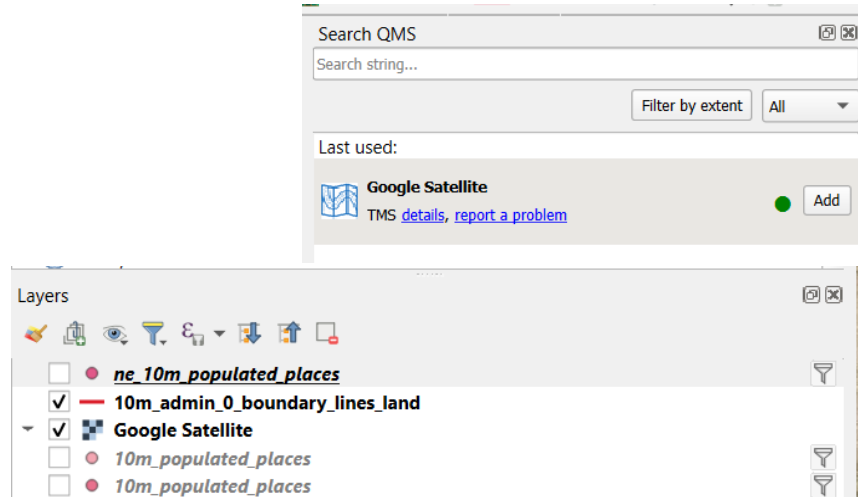 Search QMS
Search string...
Filter by extent All
Last used:
Google Satellite
TMS details, report a problem
Add
Layers
ne_10m_populated_places
10m_admin_0_boundary_lines_land
Google Satellite
10m_populated_places
10m_populated_places